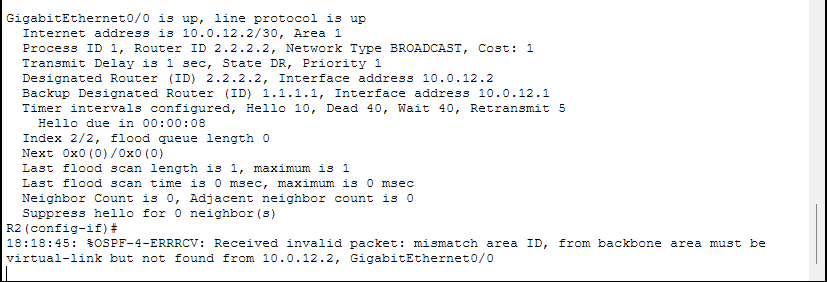 GigabitEthernet0/0 is up, line protocol is up
Internet address is 10.0.12.2/30, Area 1
Process ID 1, Router ID 2.2.2.2, Network Type BROADCAST, Cost: 1
Transmit Delay is 1 sec, State DR, Priority 1
Designated Router (ID) 2.2.2.2, Interface address 10.0.12.2
Backup Designated Router (ID) 1.1.1.1, Interface address 10.0.12.1
Timer intervals configured, Hello 10, Dead 40, Wait 40, Retransmit 5
Hello due in 00:00:08
Index 2/2, flood queue length 0
Next 0x0(0)/0x0(0)
Last flood scan length is 1, maximum is 1
Last flood scan time is 0 msec, maximum is 0 msec
Neighbor Count is 0, Adjacent neighbor count is 0
Suppress hello for 0 neighbor(s)
R2(config-if)#
18:18:45: %OSPF-4-ERRRCV: Received invalid packet: mismatch area ID, from backbone area must be
virtual-link but not found from 10.0.12.2, GigabitEthernet0/0